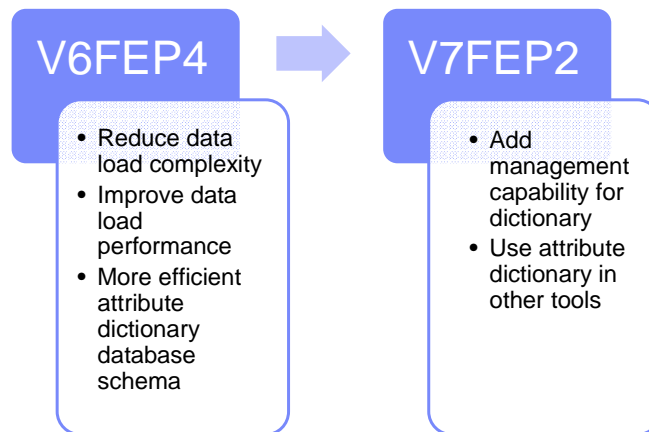 V6FEP4
• Reduce data
load complexity
• Improve data
load
performance
• More efficient
attribute
dictionary
database
schema
V7FEP2
• Add
management
capability for
dictionary
• Use attribute
dictionary in
other tools